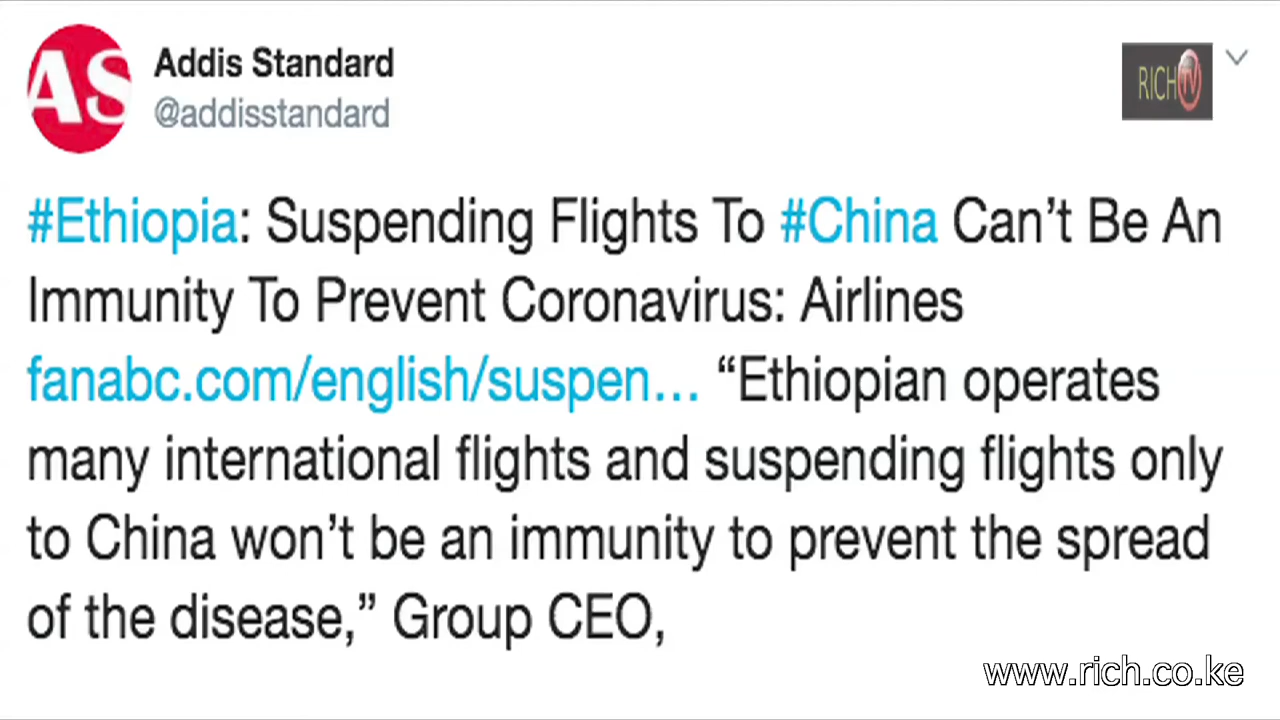 AS
Addis Standard
@addisstandard
RICH TV
#Ethiopia: Suspending Flights To #China Can’t Be An
Immunity To Prevent Coronavirus: Airlines
fanabc.com/english/suspen… “Ethiopian operates
many international flights and suspending flights only
to China won’t be an immunity to prevent the spread
of the disease,” Group CEO,
www.rich.co.ke